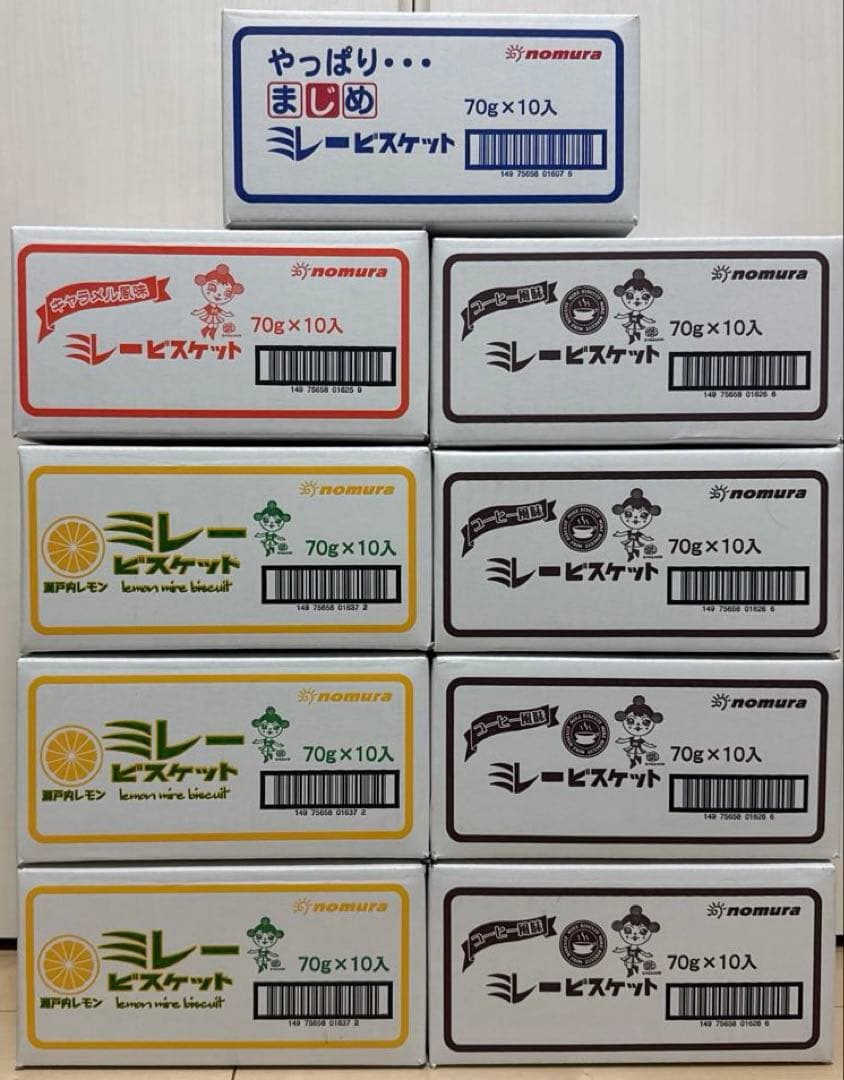 やっぱり・・・
まじめ
ミレービスケット
nomura
70g×10入
149 75658 01607 5
キャラメル風味
ミレービスケット
nomura
70g×10入
149 75658 01625 9
コーヒー風味
MIRE BISCUIT
ミレービスケット
nomura
70g×10入
149 75658 01626 6
ミレー
ビスケット
瀬戸内レモン
lemon mire biscuit
nomura
70g×10入
149 75658 01637 2
コーヒー風味
MIRE BISCUIT
ミレービスケット
nomura
70g×10入
149 75658 01626 6
ミレー
ビスケット
瀬戸内レモン
lemon mire biscuit
nomura
70g×10入
149 75658 01637 2
コーヒー風味
MIRE BISCUIT
ミレービスケット
nomura
70g×10入
149 75658 01626 6
ミレー
ビスケット
瀬戸内レモン
lemon mire biscuit
nomura
70g×10入
149 75658 01637 2
コーヒー風味
MIRE BISCUIT
ミレービスケット
nomura
70g×10入
149 75658 01626 6